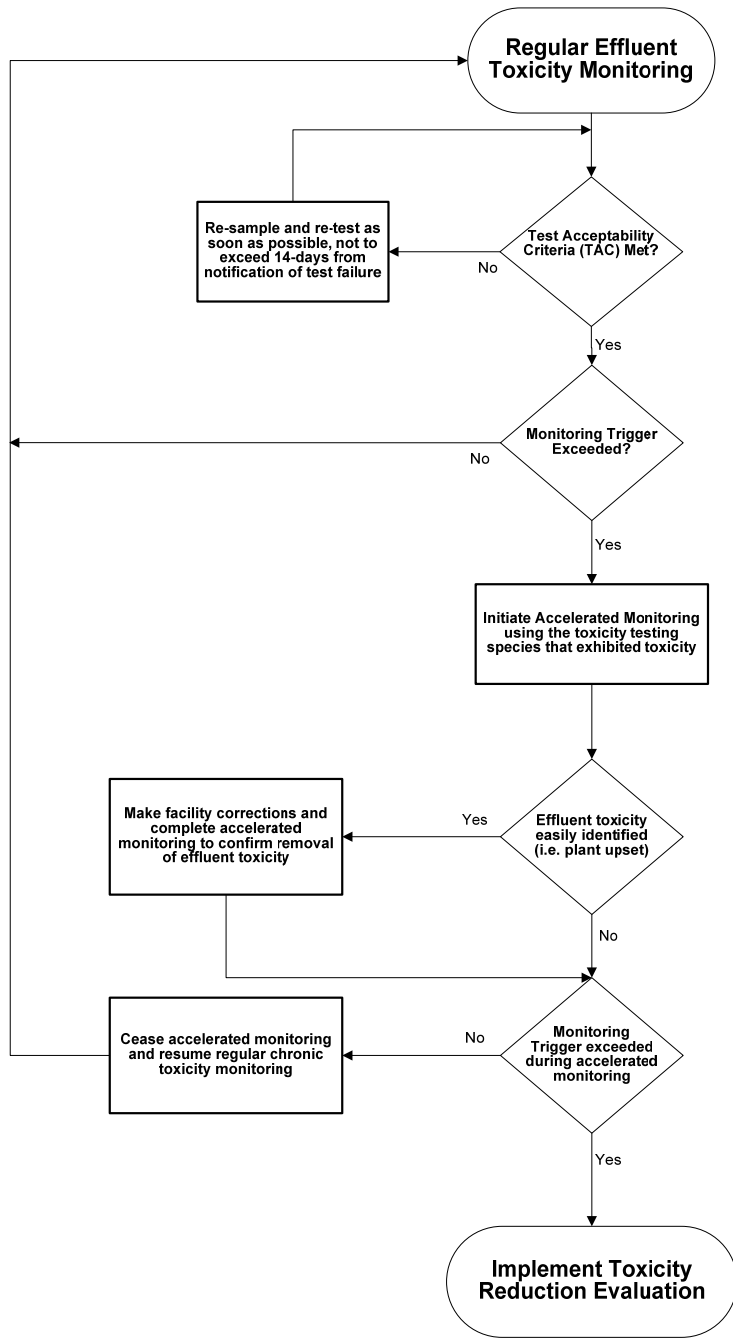 Regular Effluent
Toxicity Monitoring
Test Acceptability
Criteria (TAC) Met?
Re-sample and re-test as
soon as possible, not to
exceed 14-days from
notification of test failure
No
Yes
Monitoring Trigger
Exceeded?
No
Yes
Initiate Accelerated Monitoring
using the toxicity testing
species that exhibited toxicity
Make facility corrections and
complete accelerated
monitoring to confirm removal
of effluent toxicity
Yes
Effluent toxicity
easily identified
(i.e. plant upset)
No
Cease accelerated monitoring
and resume regular chronic
toxicity monitoring
No
Monitoring
Trigger exceeded
during accelerated
monitoring
Yes
Implement Toxicity
Reduction Evaluation